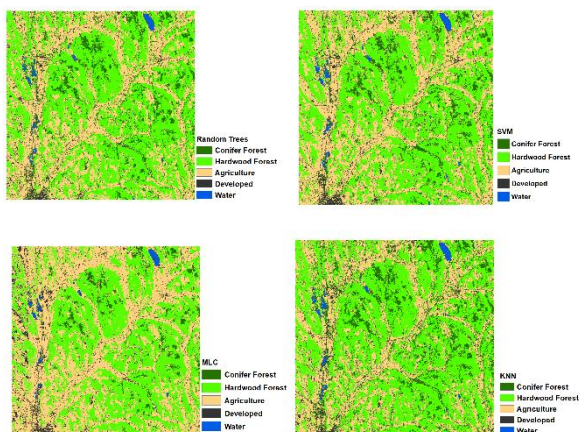 Random Trees
Conifer Forest
Hardwood Forest
Agriculture
Developed
Water
SVM
Conifer Forest
Hardwood Forest
Agriculture
Developed
Water
MLC
Conifer Forest
Hardwood Forest
Agriculture
Developed
Water
KNN
Conifer Forest
Hardwood Forest
Agriculture
Developed
Water